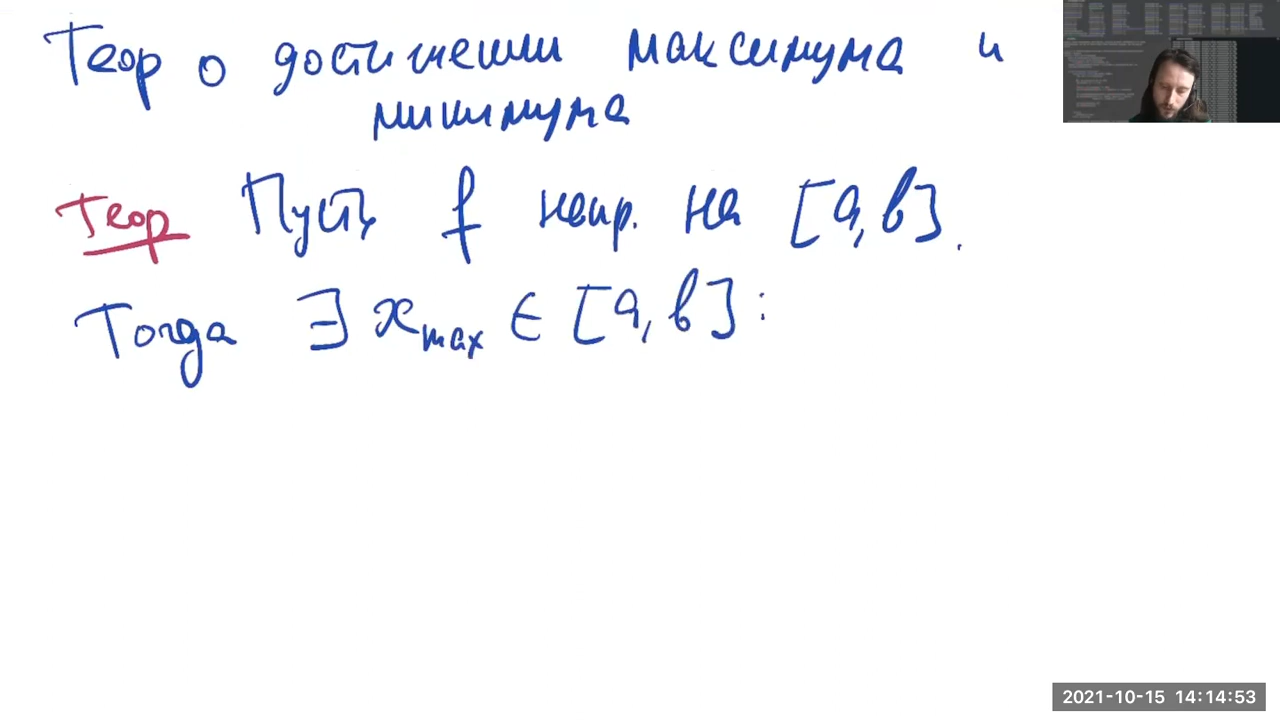 Теор о достижении максимума и
минимума
Теор Пусть f непр. на [a, b].
Тогда ∃ x_max ∈ [a, b] :
2021-10-15 14:14:53